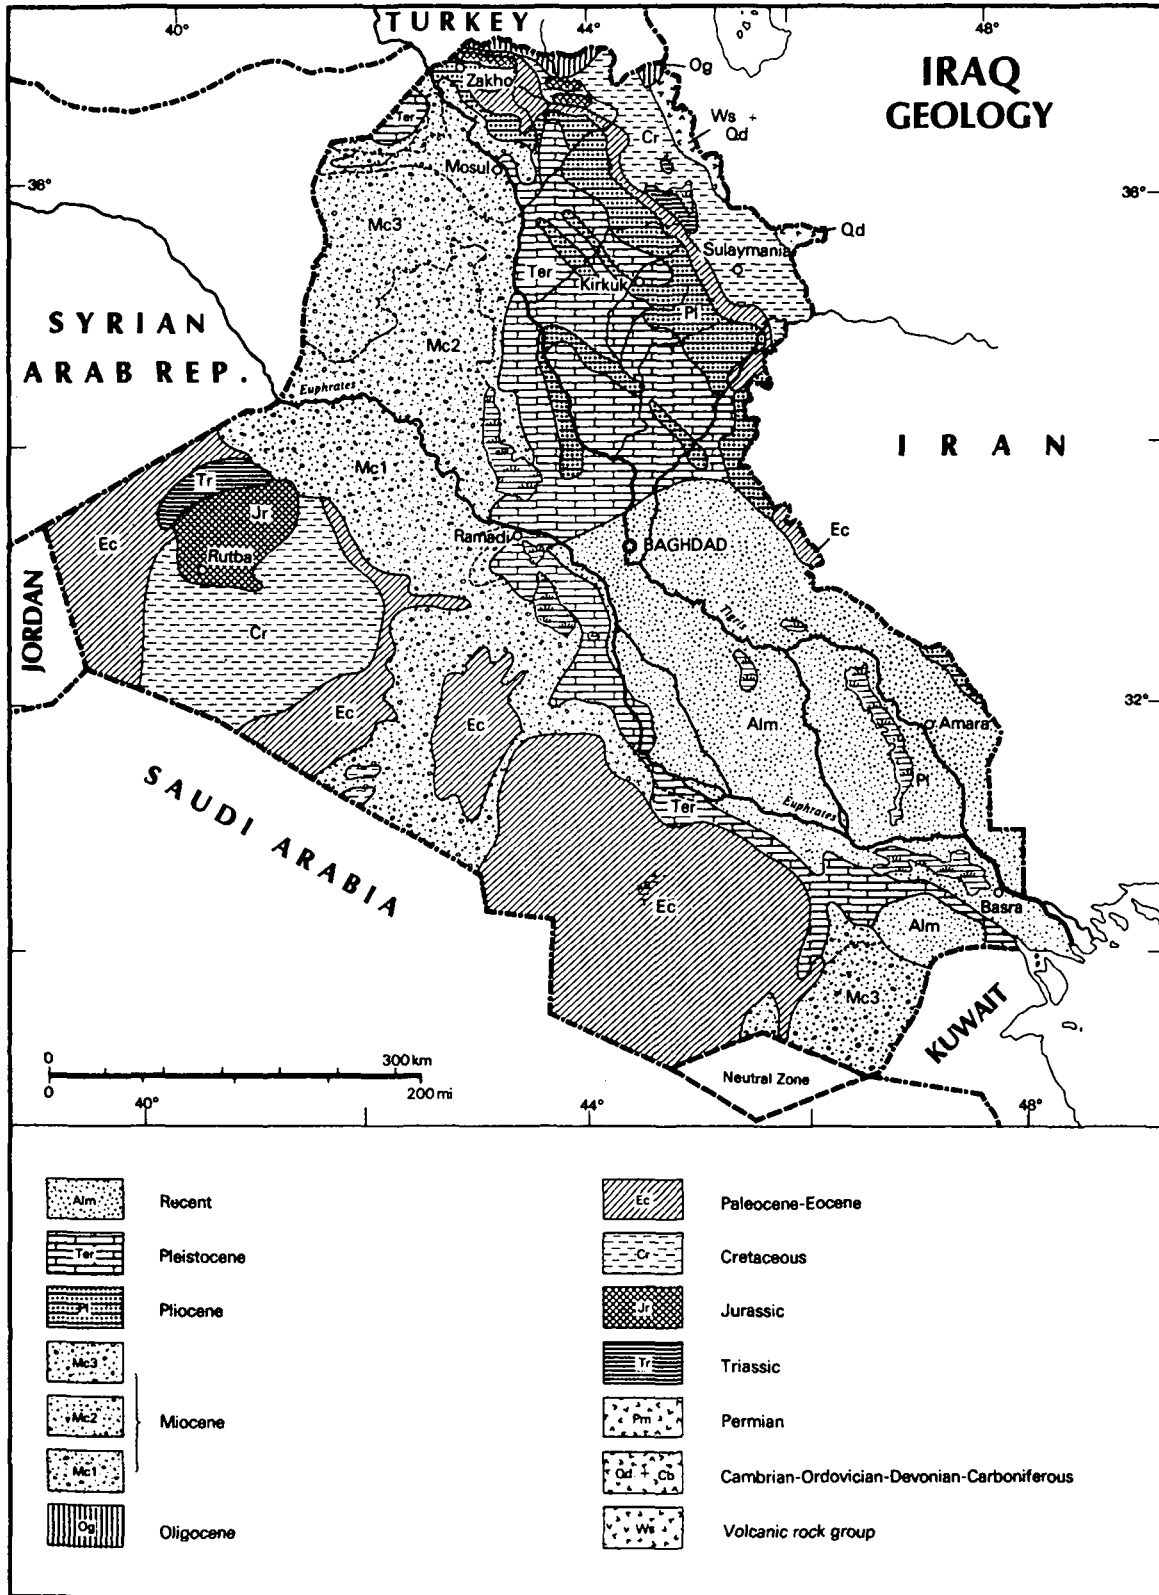 40°
TURKEY
44°
48°
IRAQ
GEOLOGY
Og
Zakho
Ws +
Qd
Ter
Cr
Mosul
36°
36°
Mc3
Qd
Sulaymania
Ter
Kirkuk
Pl
SYRIAN
ARAB REP.
Mc2
Euphrates
IRAN
Mc1
Tr
Jr
Ramadi
BAGHDAD
Ec
Ec
Rutba
JORDAN
Tigris
Cr
32°
Ec
Ec
Alm
Amara
Pl
SAUDI ARABIA
Ter
Euphrates
Ec
Basra
Alm
Mc3
KUWAIT
0
300 km
0
200 mi
Neutral Zone
40°
44°
48°
Alm Recent
Ter Pleistocene
Pl Pliocene
Mc3
Mc2 Miocene
Mc1
Og Oligocene
Ec Paleocene-Eocene
Cr Cretaceous
Jr Jurassic
Tr Triassic
Pm Permian
Od + Cb Cambrian-Ordovician-Devonian-Carboniferous
Ws Volcanic rock group